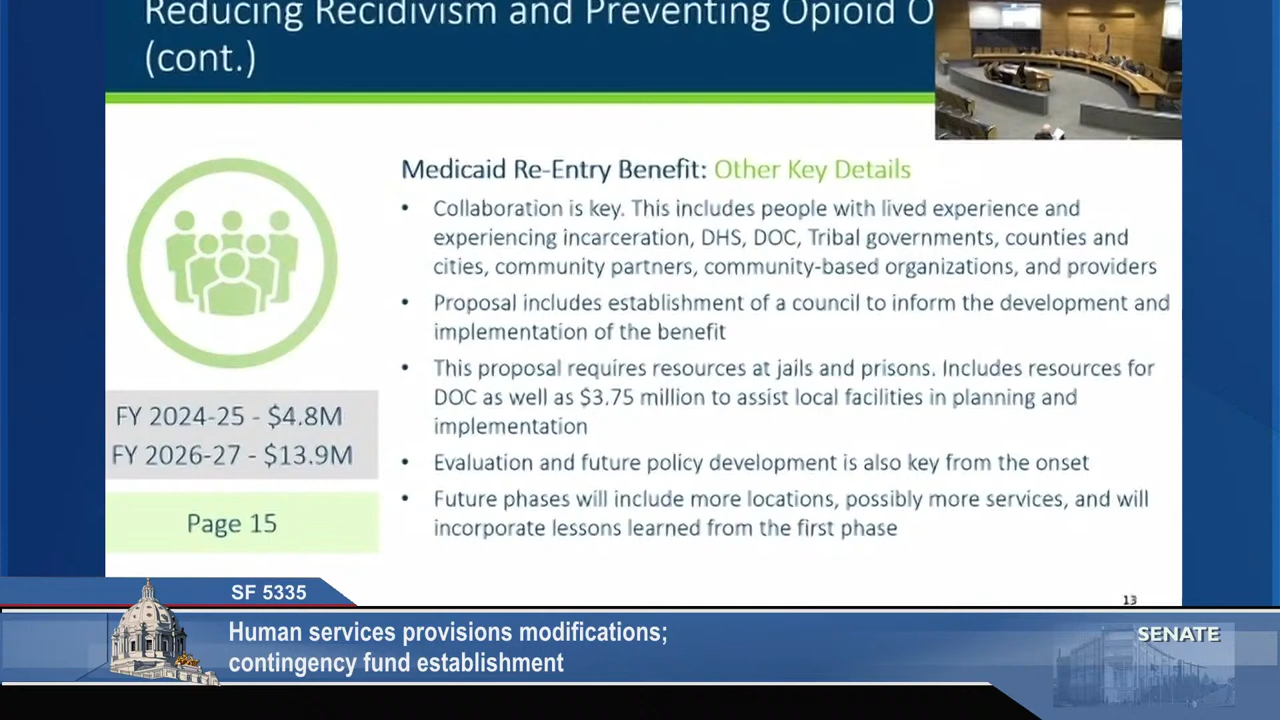 Reducing Recidivism and Preventing Opioid O
(cont.)
Medicaid Re-Entry Benefit: Other Key Details
• Collaboration is key. This includes people with lived experience and
experiencing incarceration, DHS, DOC, Tribal governments, counties and
cities, community partners, community-based organizations, and providers
• Proposal includes establishment of a council to inform the development and
implementation of the benefit
• This proposal requires resources at jails and prisons. Includes resources for
DOC as well as $3.75 million to assist local facilities in planning and
implementation
• Evaluation and future policy development is also key from the onset
• Future phases will include more locations, possibly more services, and will
incorporate lessons learned from the first phase
FY 2024-25 - $4.8M
FY 2026-27 - $13.9M
Page 15
13
SF 5335
Human services provisions modifications;
contingency fund establishment
SENATE